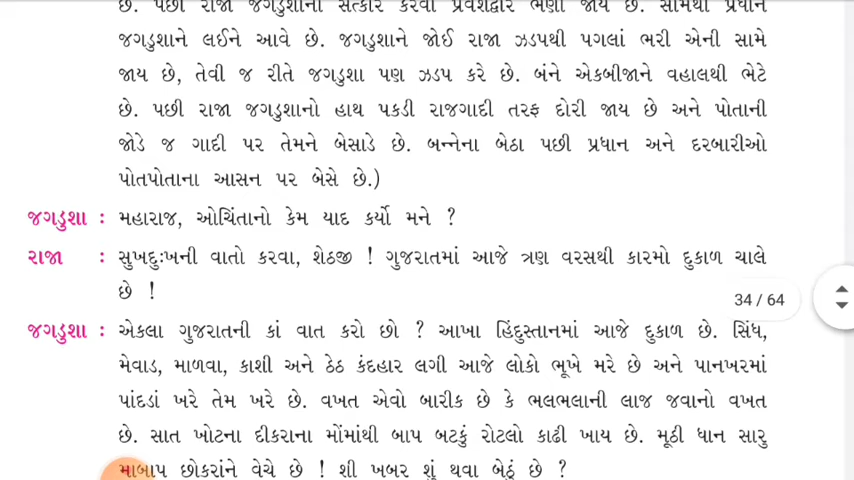 છે. પછી રાજા જગડુશાનો સત્કાર કરવા પ્રવેશદ્વાર ભણી જાય છે. સામેથી પ્રધાન
જગડુશાને લઈને આવે છે. જગડુશાને જોઈ રાજા ઝડપથી પગલાં ભરી એની સામે
જાય છે, તેવી જ રીતે જગડુશા પણ ઝડપ કરે છે. બંને એકબીજાને વહાલથી ભેટે
છે. પછી રાજા જગડુશાનો હાથ પકડી રાજગાદી તરફ દોરી જાય છે અને પોતાની
જોડે જ ગાદી પર તેમને બેસાડે છે. બન્નેના બેઠા પછી પ્રધાન અને દરબારીઓ
પોતપોતાના આસન પર બેસે છે.)
જગડુશા : મહારાજ, ઓચિંતાનો કેમ યાદ કર્યો મને ?
રાજા : સુખદુઃખની વાતો કરવા, શેઠજી ! ગુજરાતમાં આજે ત્રણ વરસથી કારમો દુકાળ ચાલે
છે !
34 / 64
જગડુશા : એકલા ગુજરાતની કાં વાત કરો છો ? આખા હિંદુસ્તાનમાં આજે દુકાળ છે. સિંધ,
મેવાડ, માળવા, કાશી અને ઠેઠ કંદહાર લગી આજે લોકો ભૂખે મરે છે અને પાનખરમાં
પાંદડાં ખરે તેમ ખરે છે. વખત એવો બારીક છે કે ભલભલાની લાજ જવાનો વખત
છે. સાત ખોટના દીકરાના મોંમાંથી બાપ બટકું રોટલો કાઢી ખાય છે. મૂઠી ધાન સારુ
માબાપ છોકરાંને વેચે છે ! શી ખબર શું થવા બેઠું છે ?